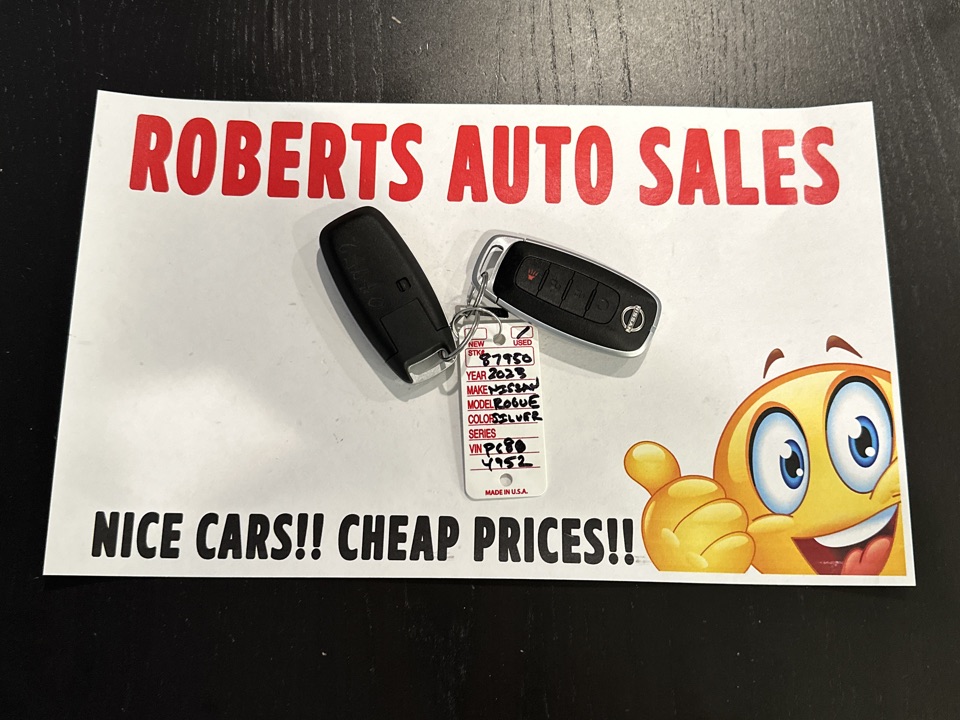 ROBERTS AUTO SALES
NISSAN
NEW USED
STK# 87950
YEAR 2023
MAKE NISSAN
MODEL ROGUE
COLOR SILVER
SERIES
VIN PC80
4952
MADE IN U.S.A.
NICE CARS!! CHEAP PRICES!!